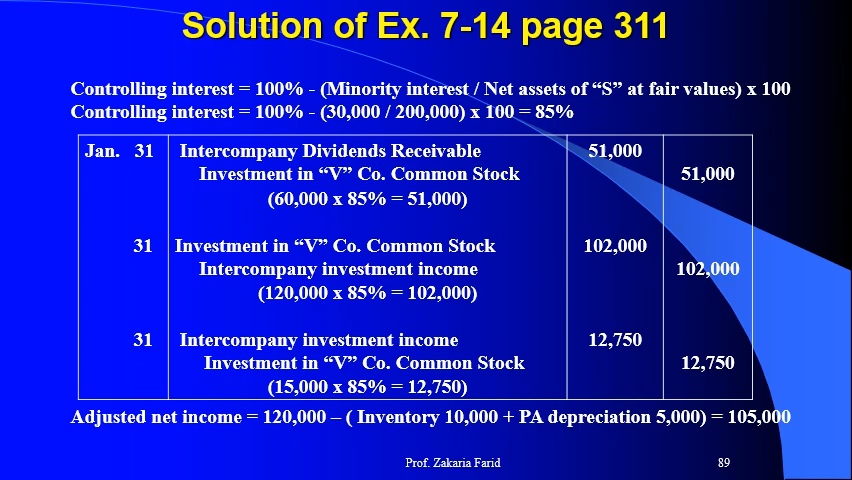 Solution of Ex. 7-14 page 311
Controlling interest = 100% - (Minority interest / Net assets of “S” at fair values) x 100
Controlling interest = 100% - (30,000 / 200,000) x 100 = 85%
Jan. 31 Intercompany Dividends Receivable 51,000
Investment in “V” Co. Common Stock 51,000
(60,000 x 85% = 51,000)
31 Investment in “V” Co. Common Stock 102,000
Intercompany investment income 102,000
(120,000 x 85% = 102,000)
31 Intercompany investment income 12,750
Investment in “V” Co. Common Stock 12,750
(15,000 x 85% = 12,750)
Adjusted net income = 120,000 – ( Inventory 10,000 + PA depreciation 5,000) = 105,000
Prof. Zakaria Farid 89